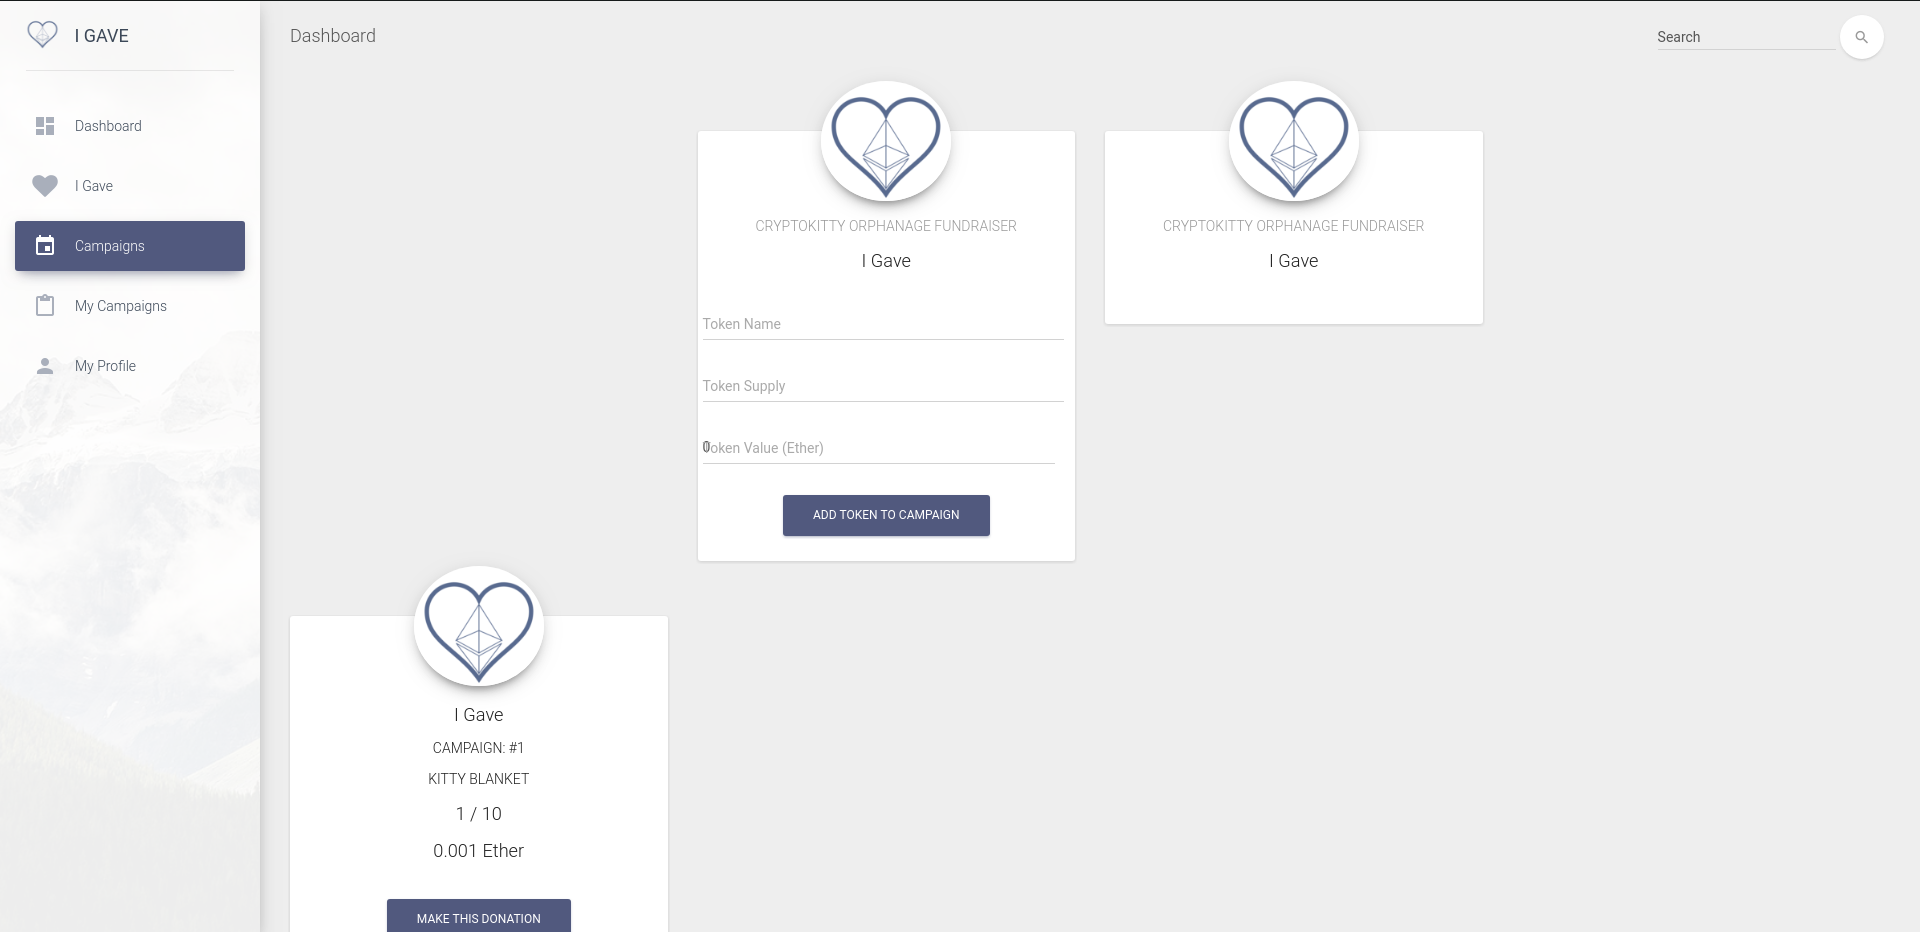 I GAVE
Dashboard
I Gave
Campaigns
My Campaigns
My Profile
Dashboard
Search
CRYPTOKITTY ORPHANAGE FUNDRAISER
I Gave
Token Name
Token Supply
0
Token Value (Ether)
ADD TOKEN TO CAMPAIGN
CRYPTOKITTY ORPHANAGE FUNDRAISER
I Gave
I Gave
CAMPAIGN: #1
KITTY BLANKET
1 / 10
0.001 Ether
MAKE THIS DONATION